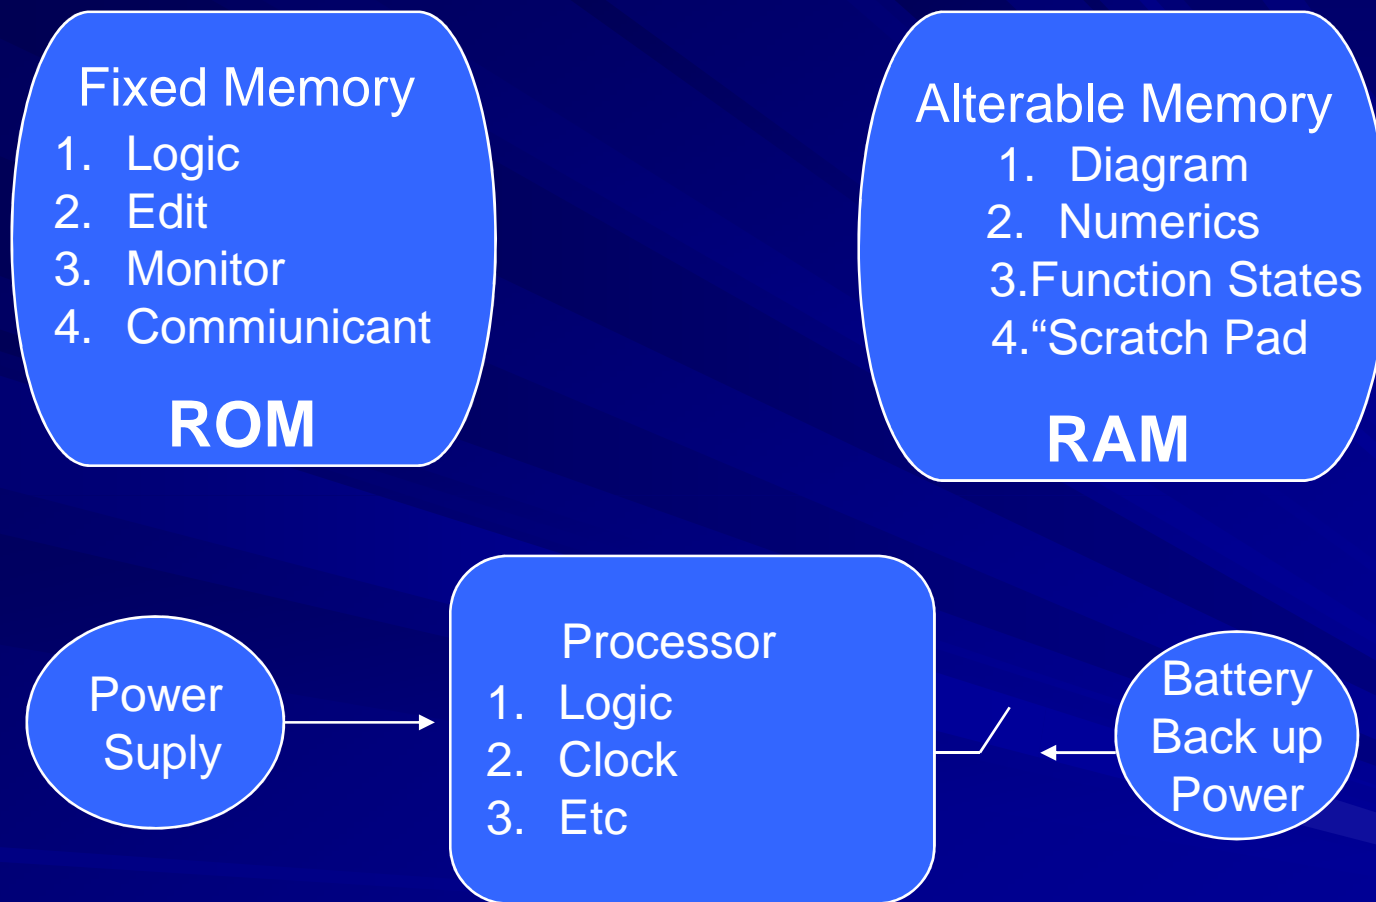 Fixed Memory
1. Logic
2. Edit
3. Monitor
4. Commiunicant
ROM
Alterable Memory
1. Diagram
2. Numerics
3.Function States
4.“Scratch Pad
RAM
Power
Suply
Processor
1. Logic
2. Clock
3. Etc
Battery
Back up
Power